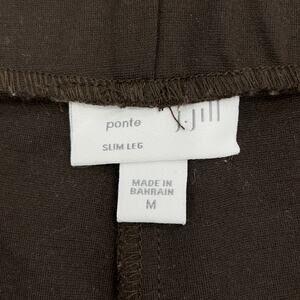 ponte J.Jill
SLIM LEG
MADE IN
BAHRAIN
M